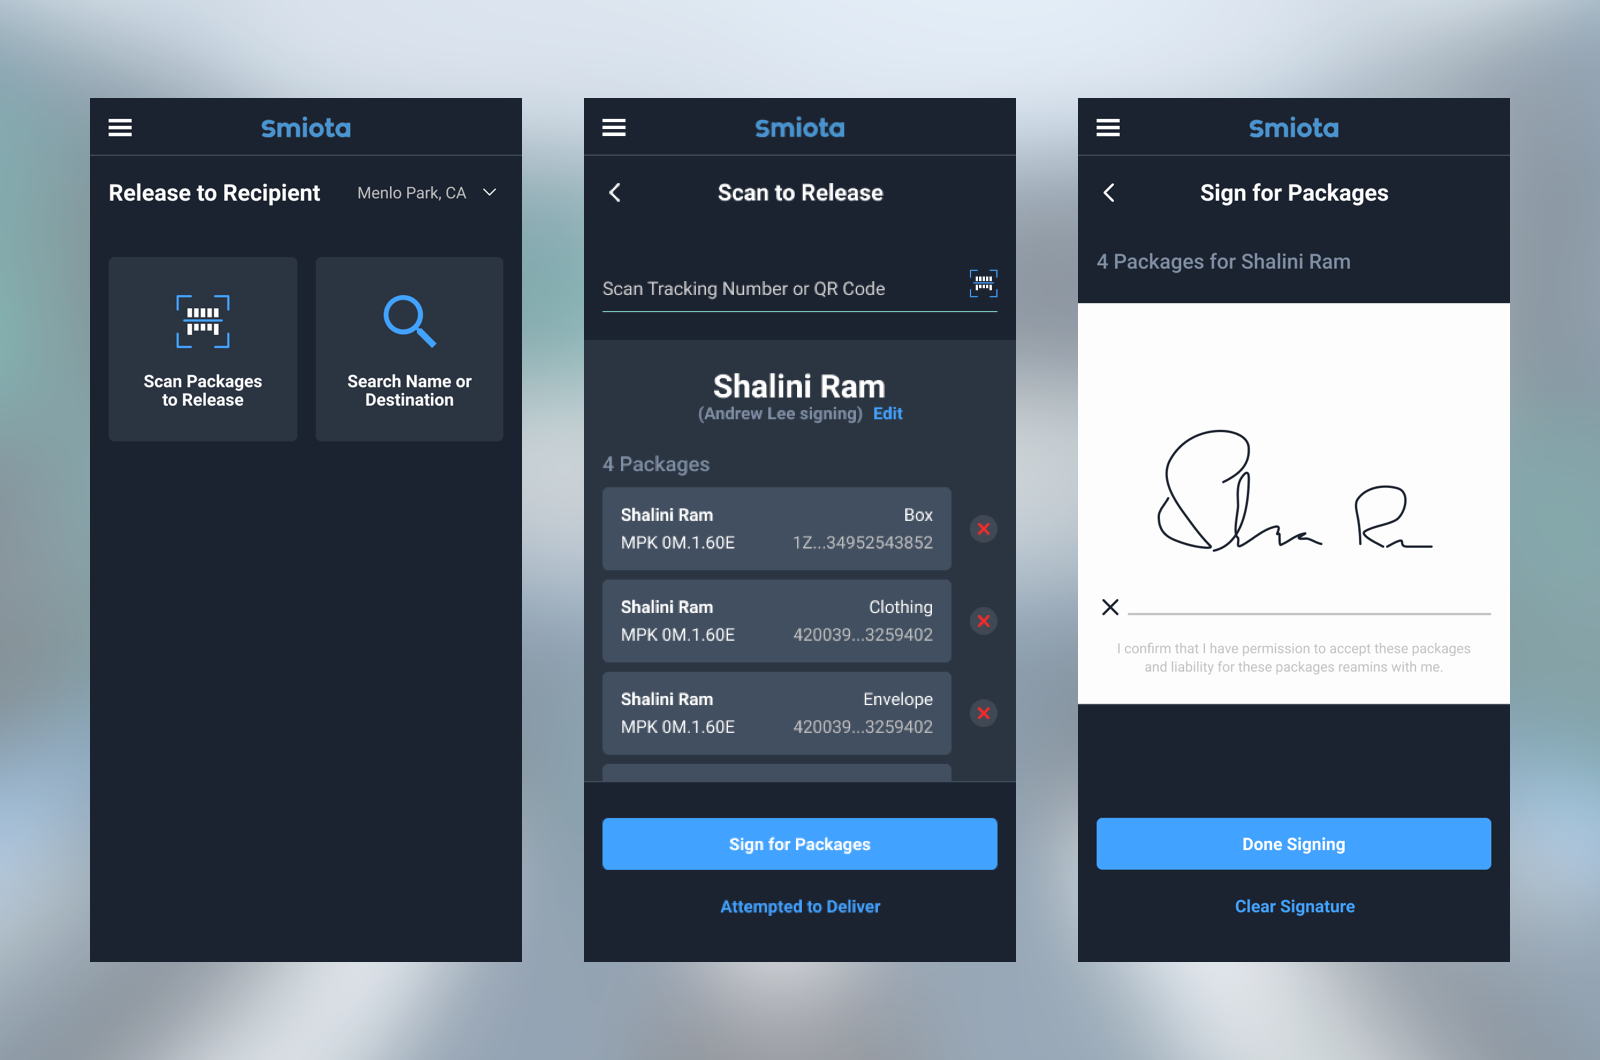 smiota
Release to Recipient
Menlo Park, CA
Scan Packages
to Release
Search Name or
Destination
smiota
Scan to Release
Scan Tracking Number or QR Code
Shalini Ram
(Andrew Lee signing) Edit
4 Packages
Shalini Ram Box
MPK 0M.1.60E 1Z...34952543852
Shalini Ram Clothing
MPK 0M.1.60E 420039...3259402
Shalini Ram Envelope
MPK 0M.1.60E 420039...3259402
Sign for Packages
Attempted to Deliver
smiota
Sign for Packages
4 Packages for Shalini Ram
I confirm that I have permission to accept these packages
and liability for these packages reamins with me.
Done Signing
Clear Signature